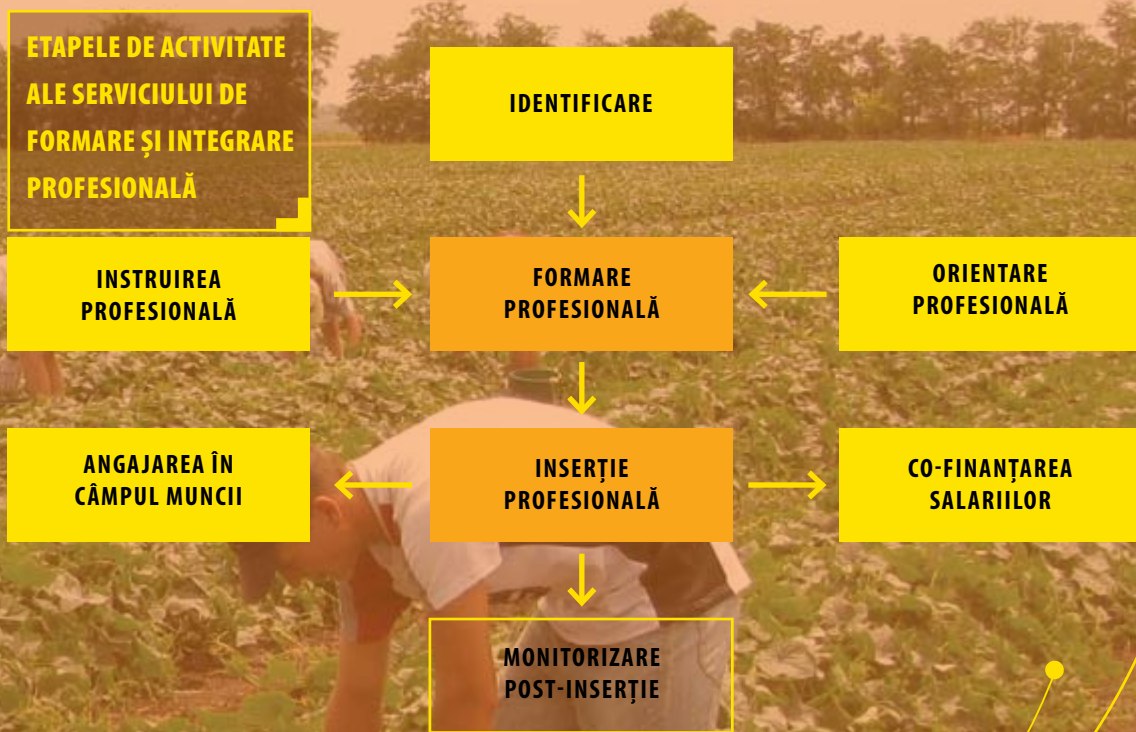 ETAPELE DE ACTIVITATE
ALE SERVICIULUI DE
FORMARE ȘI INTEGRARE
PROFESIONALĂ
IDENTIFICARE
INSTRUIREA
PROFESIONALĂ
FORMARE
PROFESIONALĂ
ORIENTARE
PROFESIONALĂ
ANGAJAREA ÎN
CÂMPUL MUNCII
INSERȚIE
PROFESIONALĂ
CO-FINANȚAREA
SALARIILOR
MONITORIZARE
POST-INSERȚIE